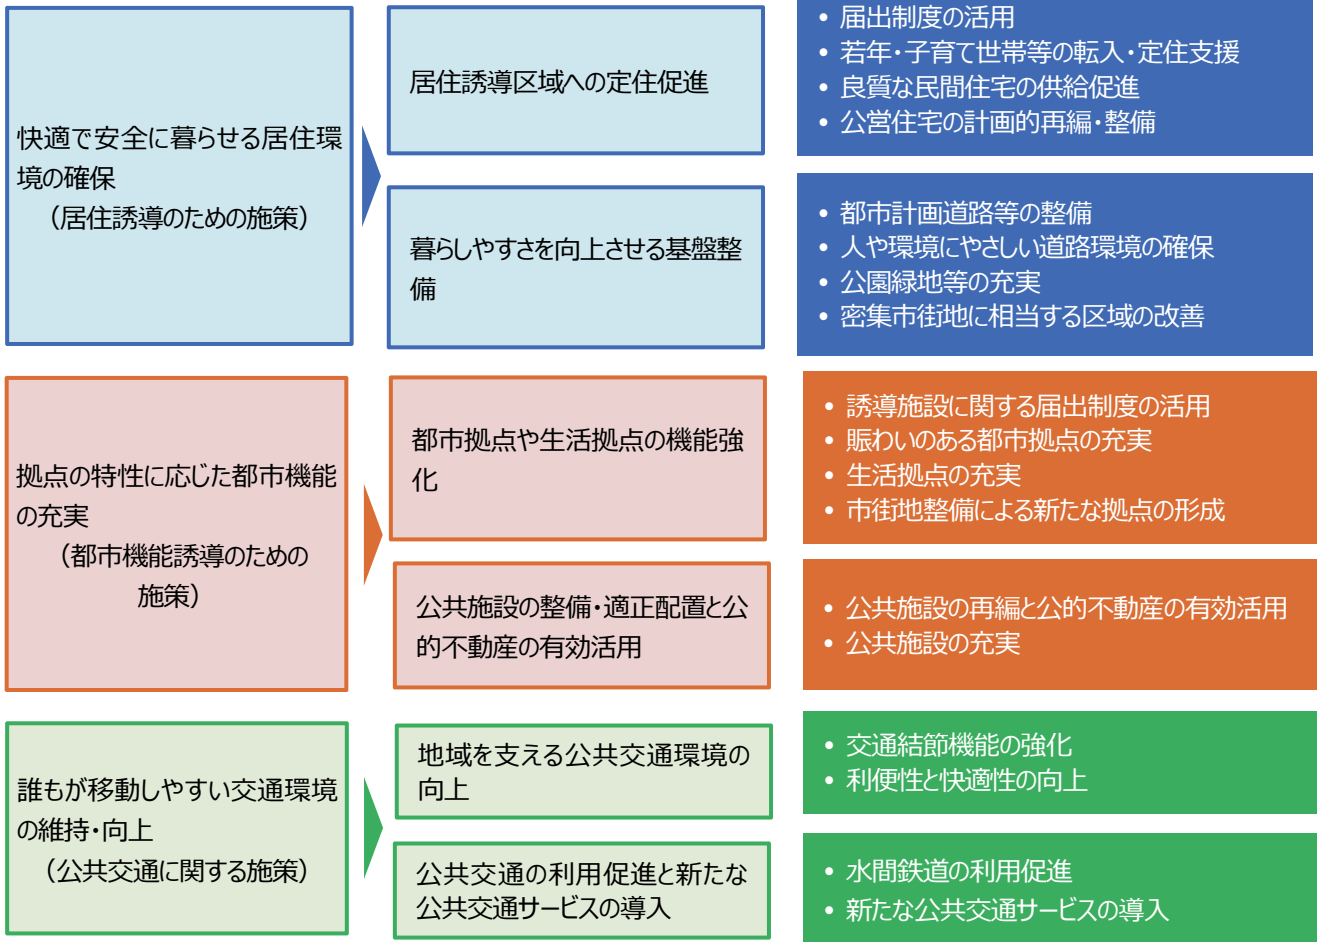 快適で安全に暮らせる居住環
境の確保
（居住誘導のための施策）
居住誘導区域への定住促進
• 届出制度の活用
• 若年・子育て世帯等の転入・定住支援
• 良質な民間住宅の供給促進
• 公営住宅の計画的再編・整備
暮らしやすさを向上させる基盤整
備
• 都市計画道路等の整備
• 人や環境にやさしい道路環境の確保
• 公園緑地等の充実
• 密集市街地に相当する区域の改善
拠点の特性に応じた都市機能
の充実
（都市機能誘導のための
施策）
都市拠点や生活拠点の機能強
化
• 誘導施設に関する届出制度の活用
• 賑わいのある都市拠点の充実
• 生活拠点の充実
• 市街地整備による新たな拠点の形成
公共施設の整備・適正配置と公
的不動産の有効活用
• 公共施設の再編と公的不動産の有効活用
• 公共施設の充実
誰もが移動しやすい交通環境
の維持・向上
（公共交通に関する施策）
地域を支える公共交通環境の
向上
• 交通結節機能の強化
• 利便性と快適性の向上
公共交通の利用促進と新たな
公共交通サービスの導入
• 水間鉄道の利用促進
• 新たな公共交通サービスの導入